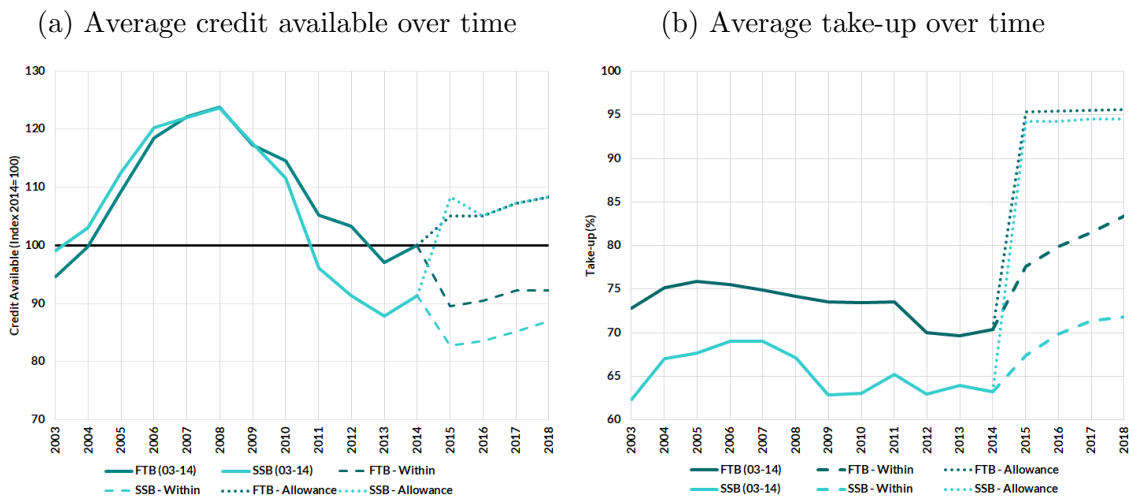 (a) Average credit available over time
130
120
110
100
90
80
70
Credit Available (Index 2014=100)
2003 2004 2005 2006 2007 2008 2009 2010 2011 2012 2013 2014 2015 2016 2017 2018
FTB (03-14) SSB (03-14) FTB - Within
SSB - Within FTB - Allowance SSB - Allowance
(b) Average take-up over time
100
95
90
85
80
75
70
65
60
Take-up (%)
2003 2004 2005 2006 2007 2008 2009 2010 2011 2012 2013 2014 2015 2016 2017 2018
FTB (03-14) FTB - Within FTB - Allowance
SSB (03-14) SSB - Within SSB - Allowance